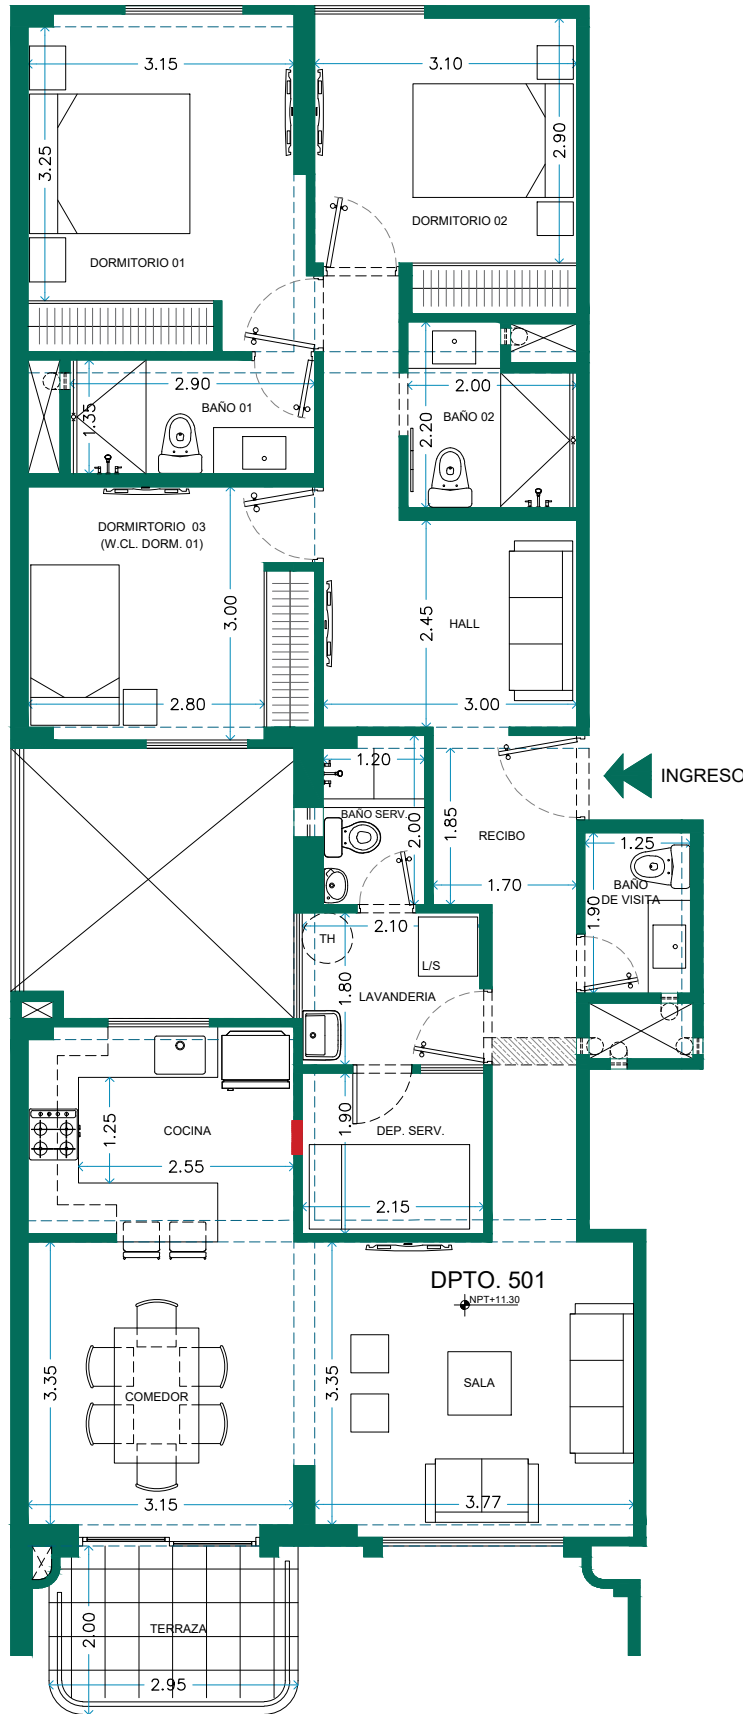 3.15
3.10
3.25
2.90
DORMITORIO 02
DORMITORIO 01
2.90
2.00
1.35
BAÑO 01
2.20
BAÑO 02
DORMIRTORIO 03
(W.CL. DORM. 01)
3.00
2.45
HALL
2.80
3.00
1.20
INGRESO
BAÑO SERV.
2.00
1.85
RECIBO
1.25
1.70
BAÑO
DE VISITA
1.90
2.10
TH
L/S
1.80
LAVANDERIA
COCINA
1.25
1.90
DEP. SERV.
2.55
2.15
DPTO. 501
NPT+11.30
3.35
3.35
COMEDOR
SALA
3.15
3.77
2.00
TERRAZA
2.95